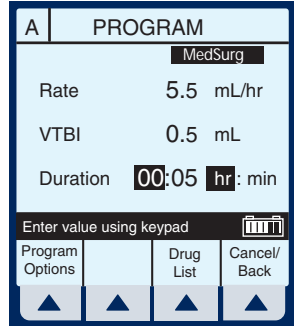 A PROGRAM
MedSurg
Rate 5.5 mL/hr
VTBI 0.5 mL
Duration 00:05 hr : min
Enter value using keypad
Program Options Drug List Cancel/ Back